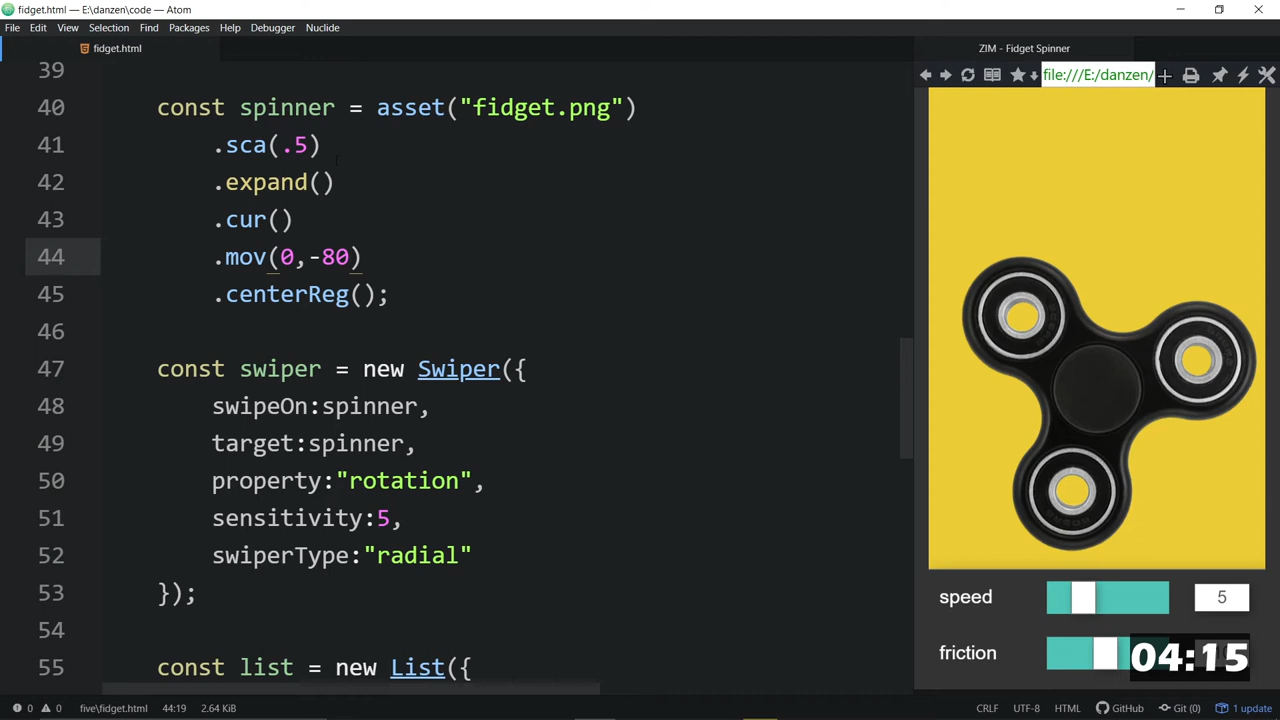 fidget.html — E:\danzen\code — Atom
File Edit View Selection Find Packages Help Debugger Nuclide
fidget.html
ZIM - Fidget Spinner
file:///E:/danzen/
39
40 const spinner = asset("fidget.png")
41 .sca(.5)
42 .expand()
43 .cur()
44 .mov(0,-80)
45 .centerReg();
46
47 const swiper = new Swiper({
48 swipeOn:spinner,
49 target:spinner,
50 property:"rotation",
51 sensitivity:5,
52 swiperType:"radial"
53 });
54
55 const list = new List({
speed 5
friction
04:15
0 0 five\fidget.html 44:19 2.64 KiB CRLF UTF-8 HTML GitHub Git (0) 1 update